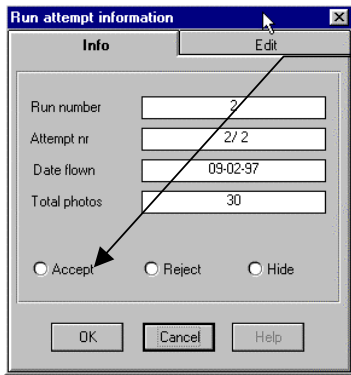 Run attempt information
Info Edit
Run number 2
Attempt nr 2/ 2
Date flown 09-02-97
Total photos 30
Accept Reject Hide
OK Cancel Help